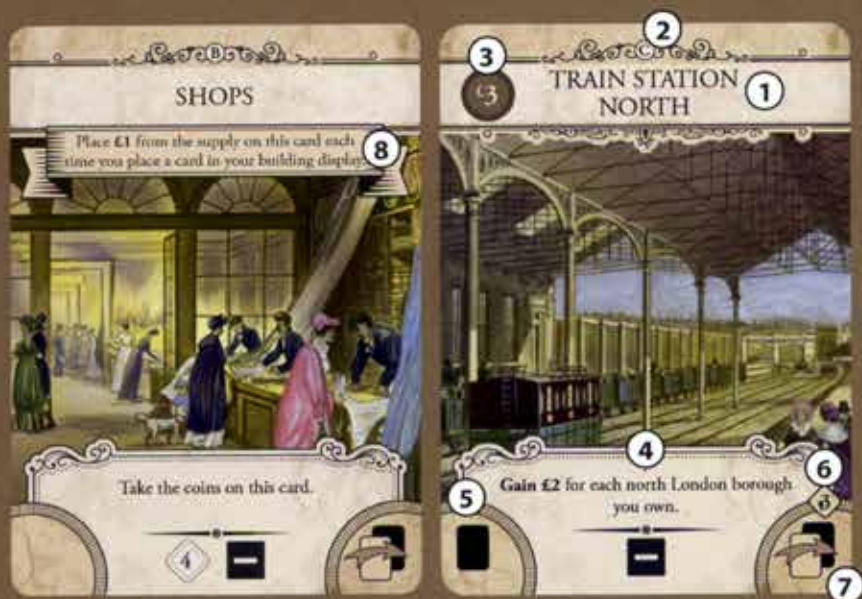 B
SHOPS
Place £1 from the supply on this card each
time you place a card in your building display.
8
Take the coins on this card.
4
2
C
3
£3
TRAIN STATION
NORTH
1
4
Gain £2 for each north London borough
you own.
5
6
3
7